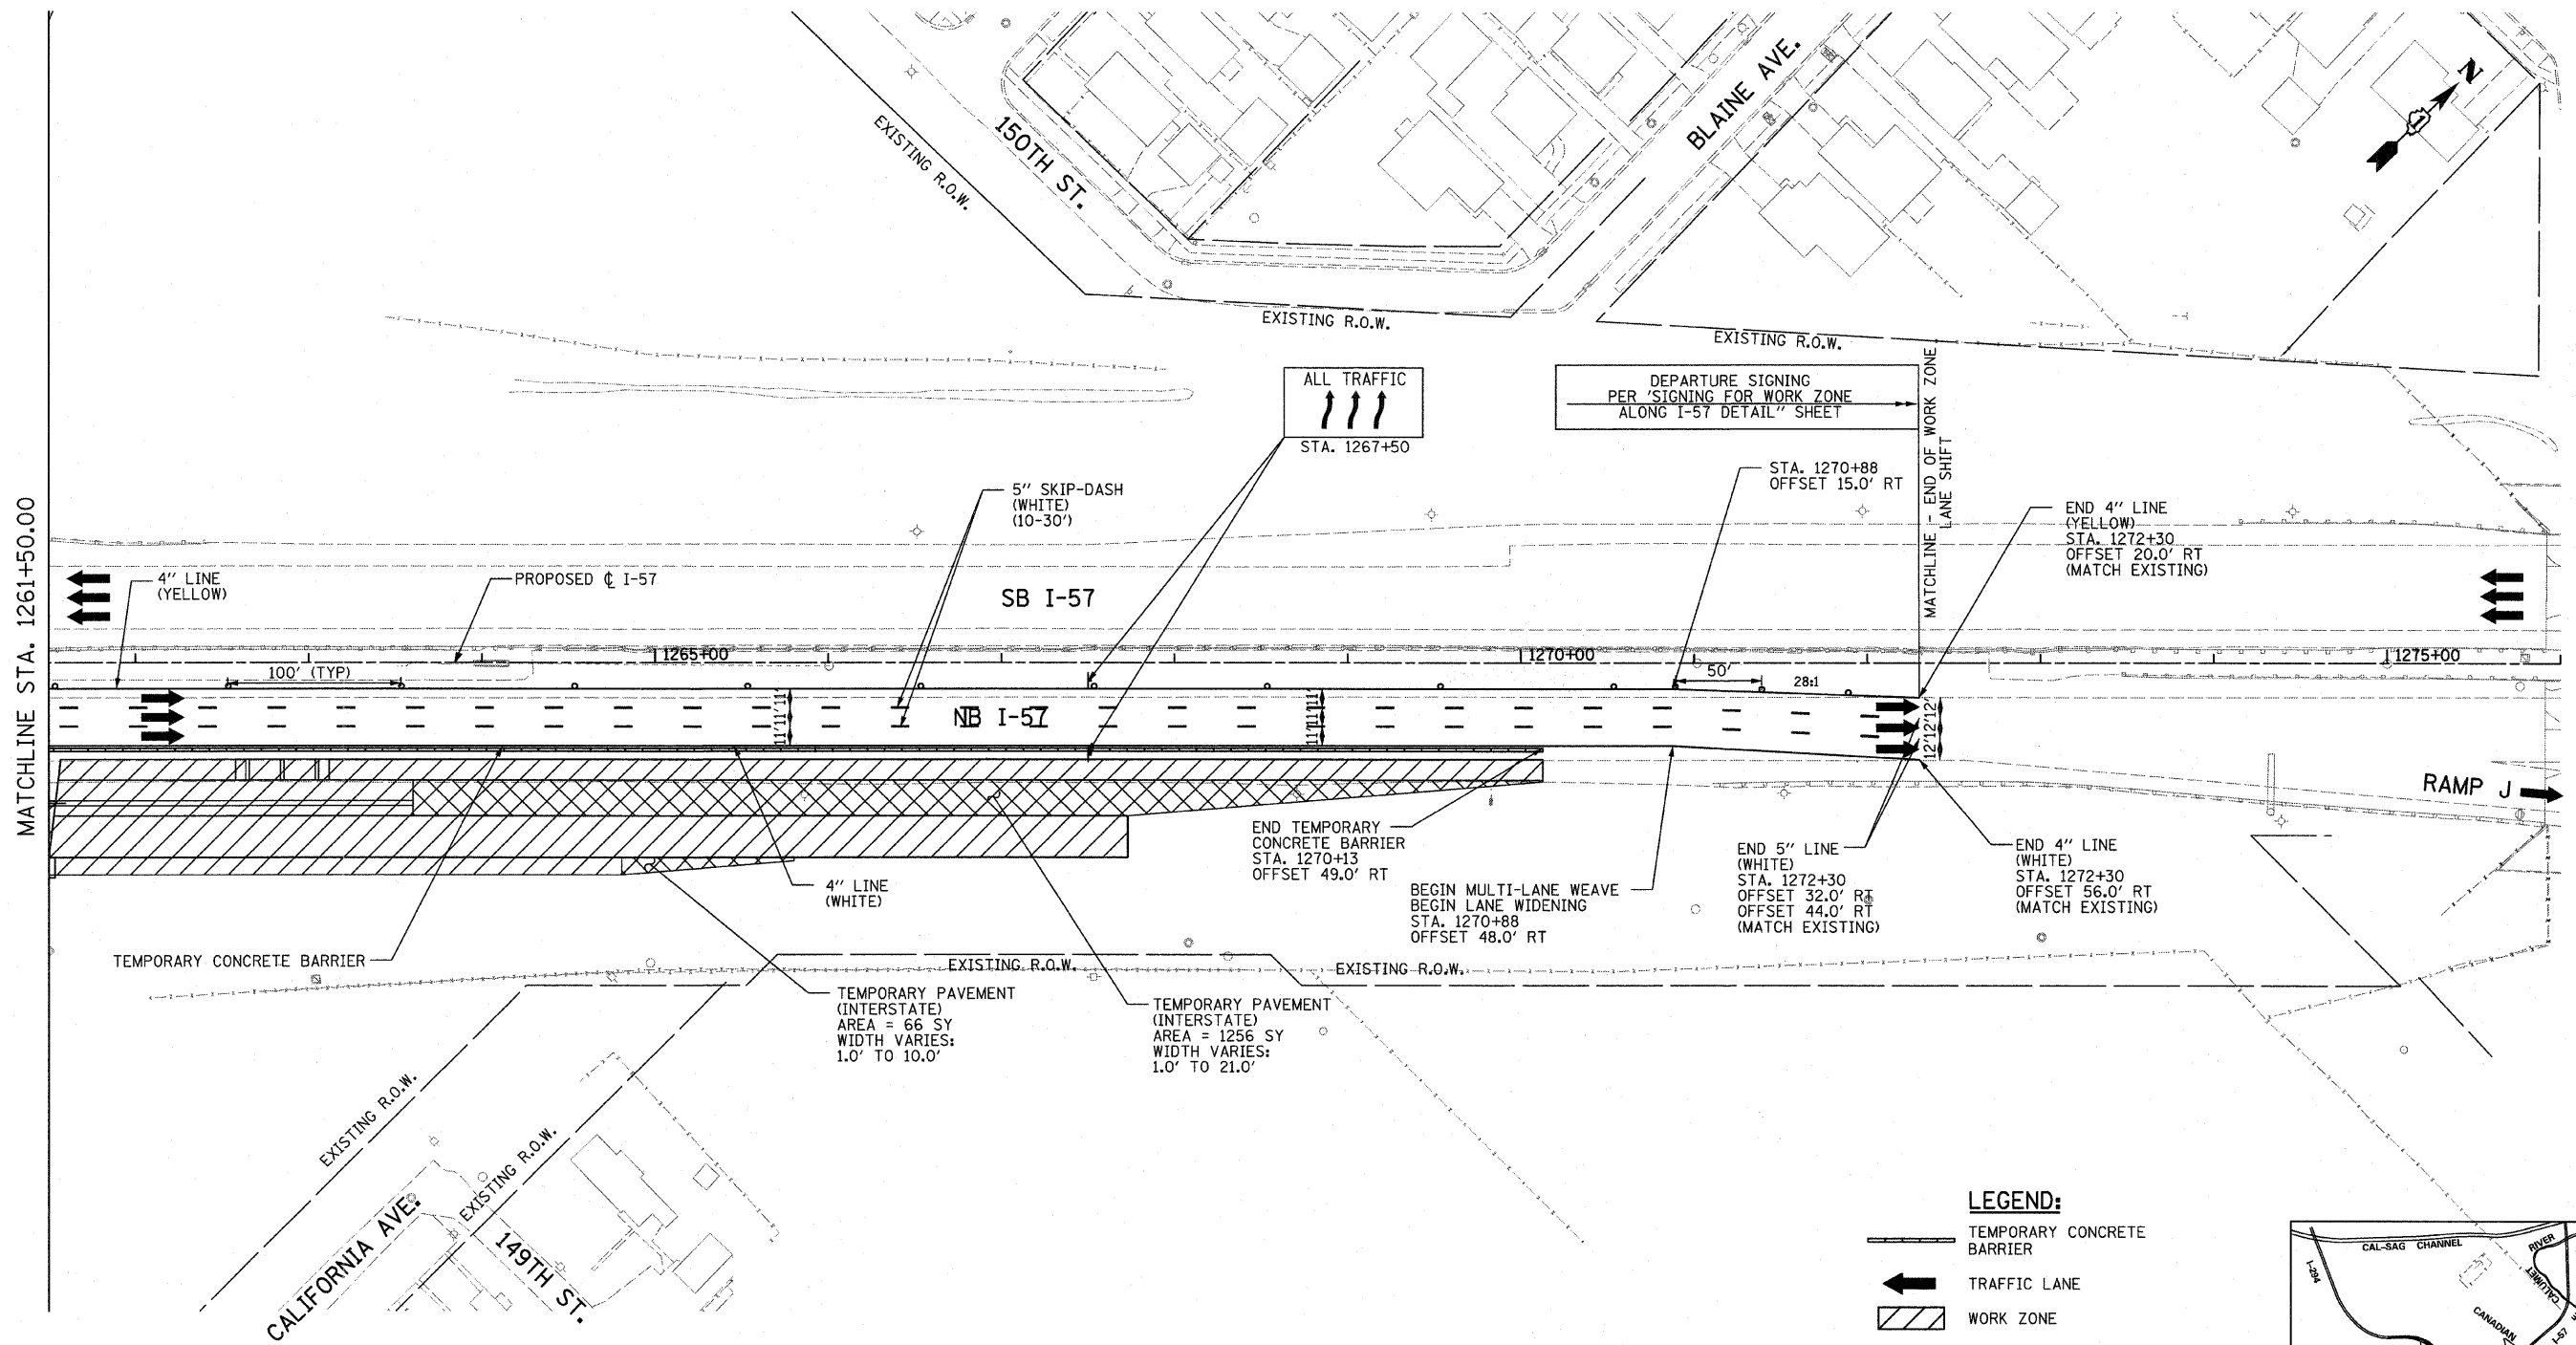 MATCHLINE STA. 1261+50.00
EXISTING R.O.W.
150TH ST.
BLAINE AVE.
N
EXISTING R.O.W.
EXISTING R.O.W.
ALL TRAFFIC
STA. 1267+50
DEPARTURE SIGNING
PER 'SIGNING FOR WORK ZONE
ALONG I-57 DETAIL" SHEET
MATCHLINE - END OF WORK ZONE
LANE SHIFT
STA. 1270+88
OFFSET 15.0' RT
5" SKIP-DASH
(WHITE)
(10-30')
END 4" LINE
(YELLOW)
STA. 1272+30
OFFSET 20.0' RT
(MATCH EXISTING)
4" LINE
(YELLOW)
PROPOSED ℄ I-57
SB I-57
1265+00
1270+00
1275+00
100' (TYP)
50'
28:1
NB I-57
11'11'11'
11'11'11'
12'12'12'
RAMP J
END TEMPORARY
CONCRETE BARRIER
STA. 1270+13
OFFSET 49.0' RT
BEGIN MULTI-LANE WEAVE
BEGIN LANE WIDENING
STA. 1270+88
OFFSET 48.0' RT
END 5" LINE
(WHITE)
STA. 1272+30
OFFSET 32.0' RT
OFFSET 44.0' RT
(MATCH EXISTING)
END 4" LINE
(WHITE)
STA. 1272+30
OFFSET 56.0' RT
(MATCH EXISTING)
4" LINE
(WHITE)
TEMPORARY CONCRETE BARRIER
EXISTING R.O.W.
EXISTING R.O.W.
TEMPORARY PAVEMENT
(INTERSTATE)
AREA = 66 SY
WIDTH VARIES:
1.0' TO 10.0'
TEMPORARY PAVEMENT
(INTERSTATE)
AREA = 1256 SY
WIDTH VARIES:
1.0' TO 21.0'
EXISTING R.O.W.
EXISTING R.O.W.
CALIFORNIA AVE.
149TH ST.
LEGEND:
TEMPORARY CONCRETE
BARRIER
TRAFFIC LANE
WORK ZONE
CAL-SAG CHANNEL
RIVER
CALUMET
I-294
CANADIAN
I-57